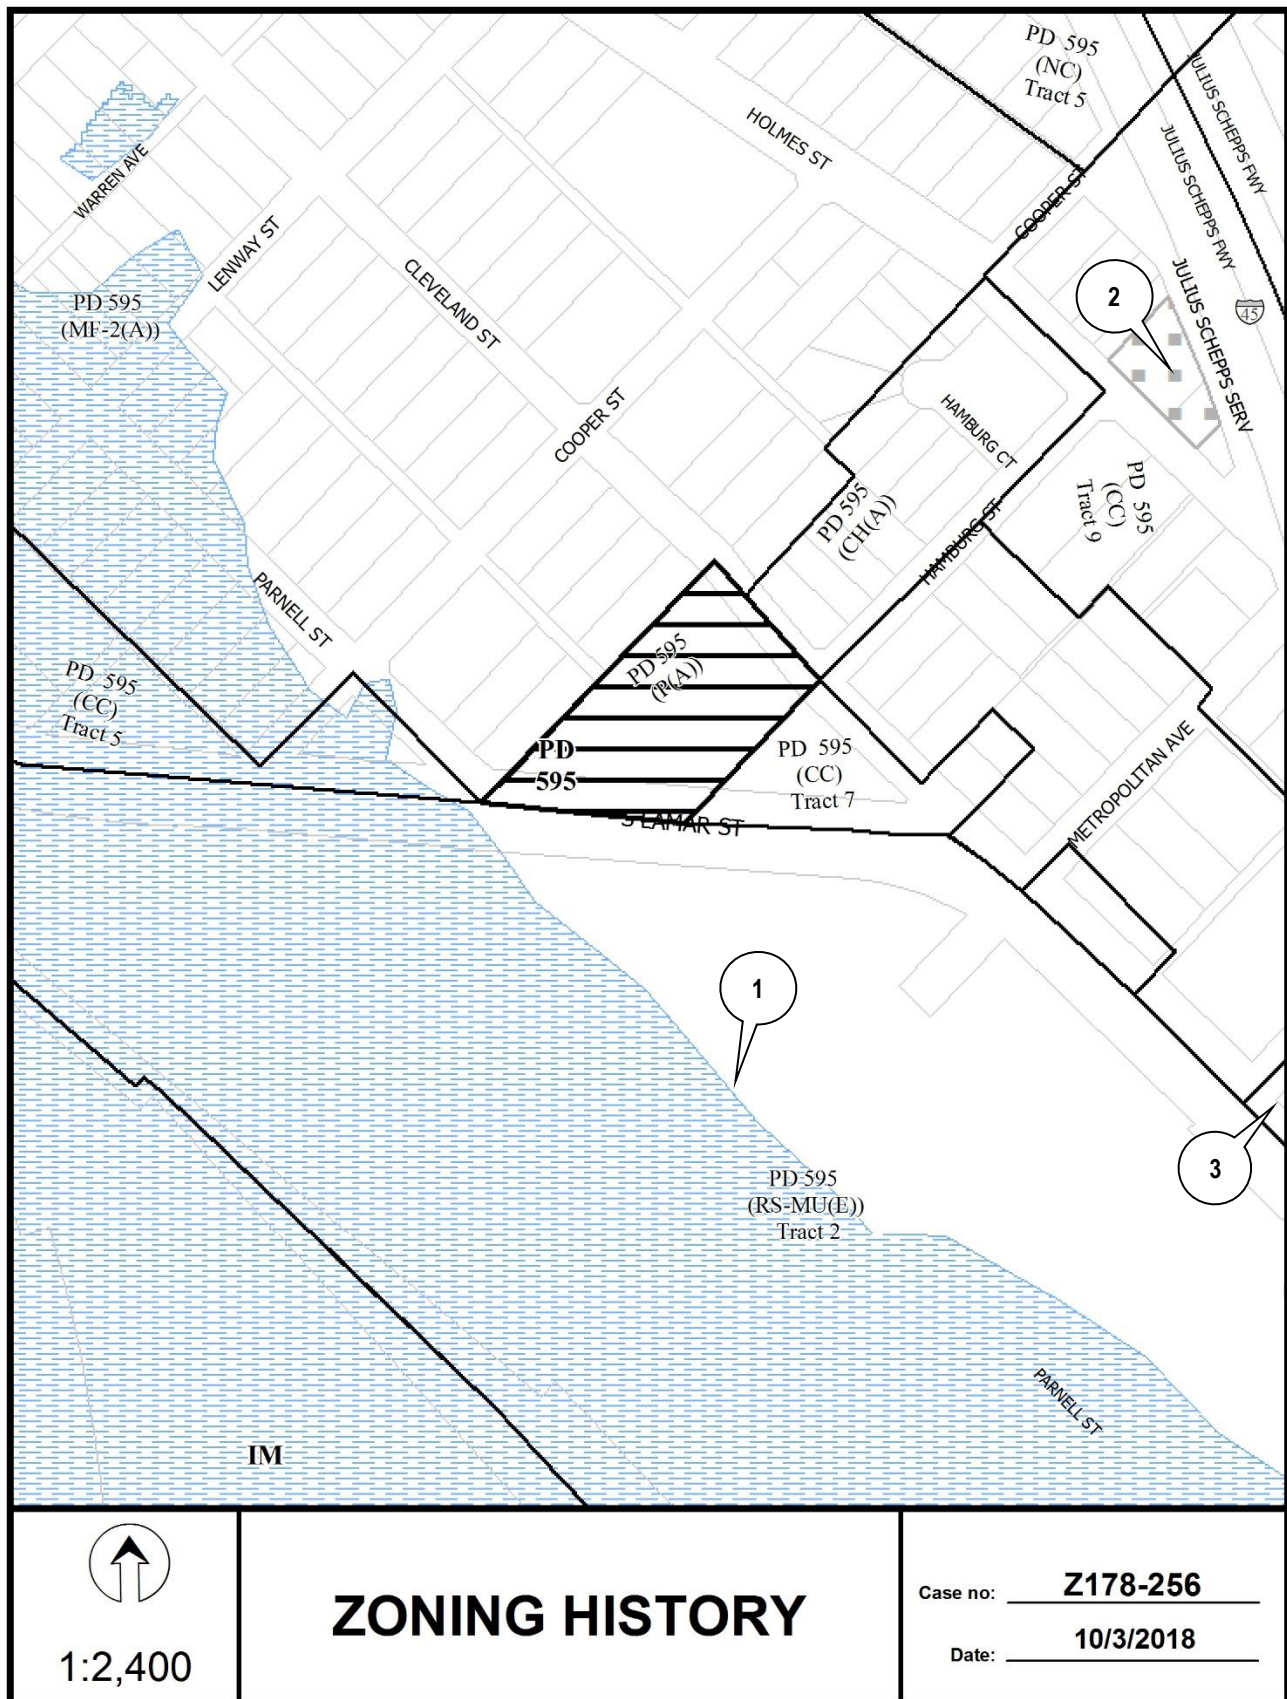 PD 595
(NC)
Tract 5
JULIUS SCHEPPS FWY
JULIUS SCHEPPS FWY
HOLMES ST
WARREN AVE
COOPER ST
LENWAY ST
CLEVELAND ST
JULIUS SCHEPPS SERV
2
45
PD 595
(MF-2(A))
COOPER ST
HAMBURG CT
PD 595
(CH(A))
PD 595
(CC)
Tract 9
HAMBURG ST
PARNELL ST
PD 595
(P(A))
PD 595
(CC)
Tract 5
PD
595
PD 595
(CC)
Tract 7
METROPOLITAN AVE
S LAMAR ST
1
3
PD 595
(RS-MU(E))
Tract 2
PARNELL ST
IM
1:2,400
ZONING HISTORY
Case no: Z178-256
Date: 10/3/2018